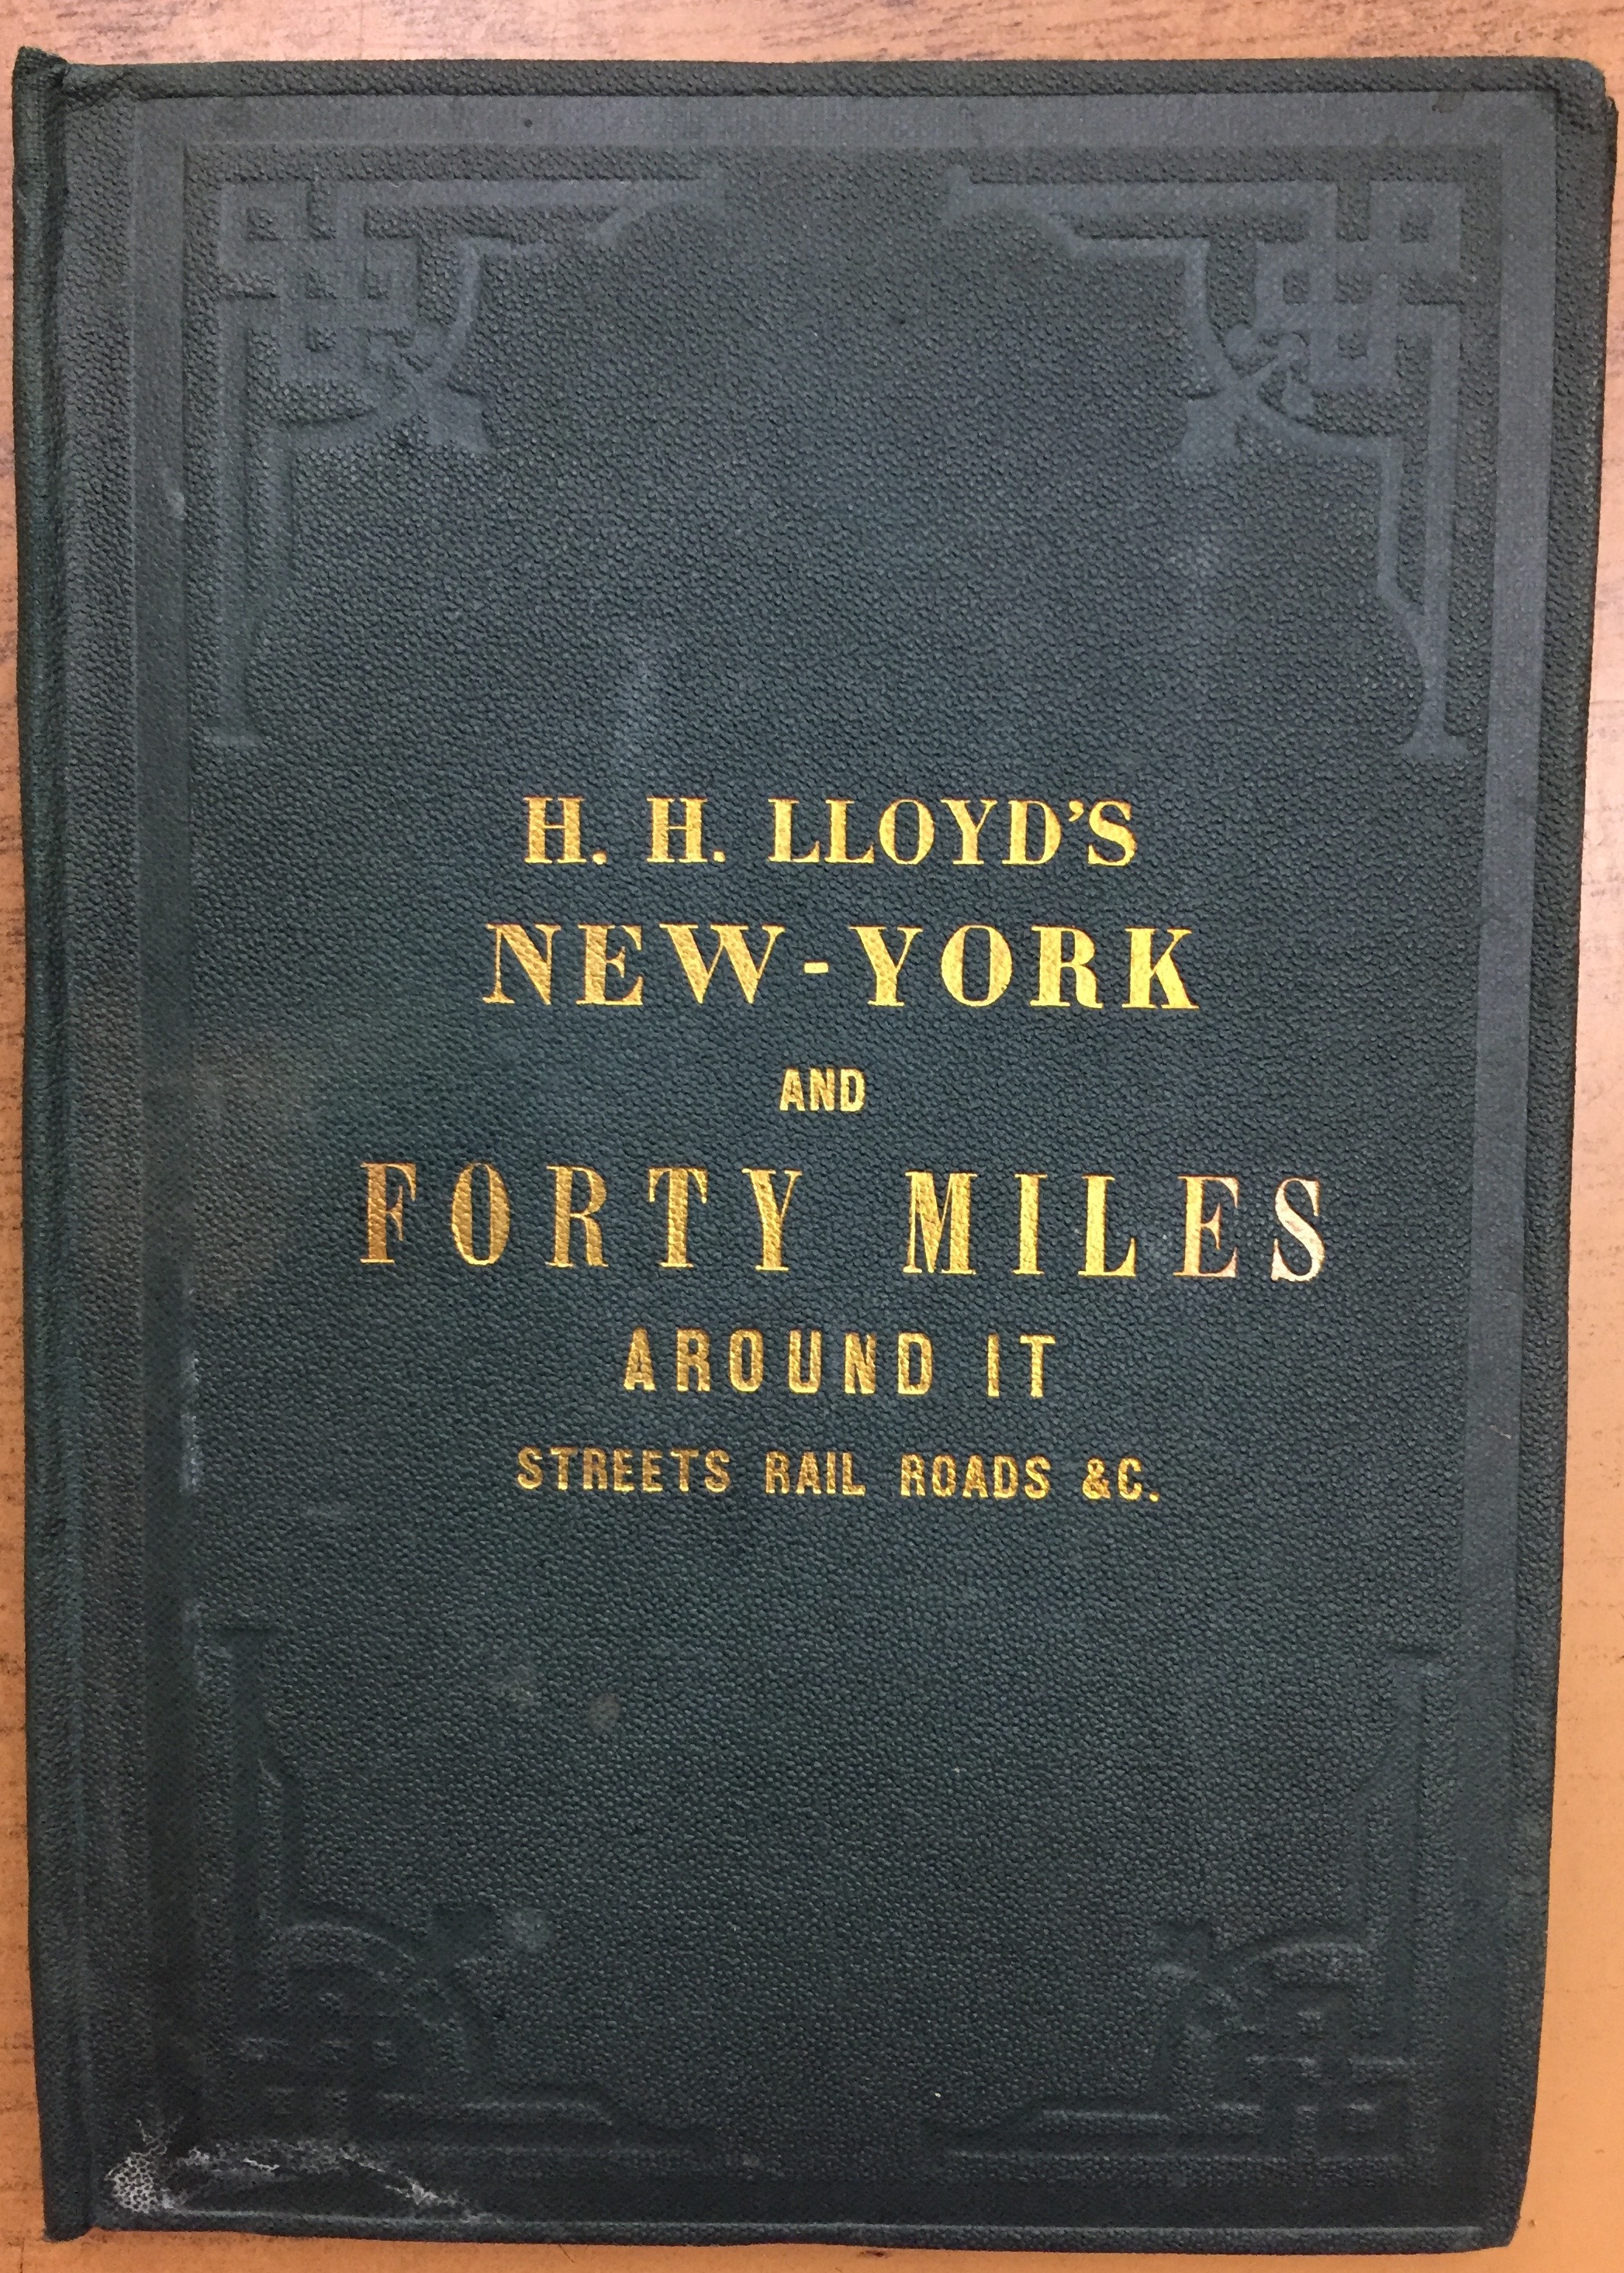 H. H. LLOYD'S
NEW-YORK
AND
FORTY MILES
AROUND IT
STREETS RAIL ROADS &C.